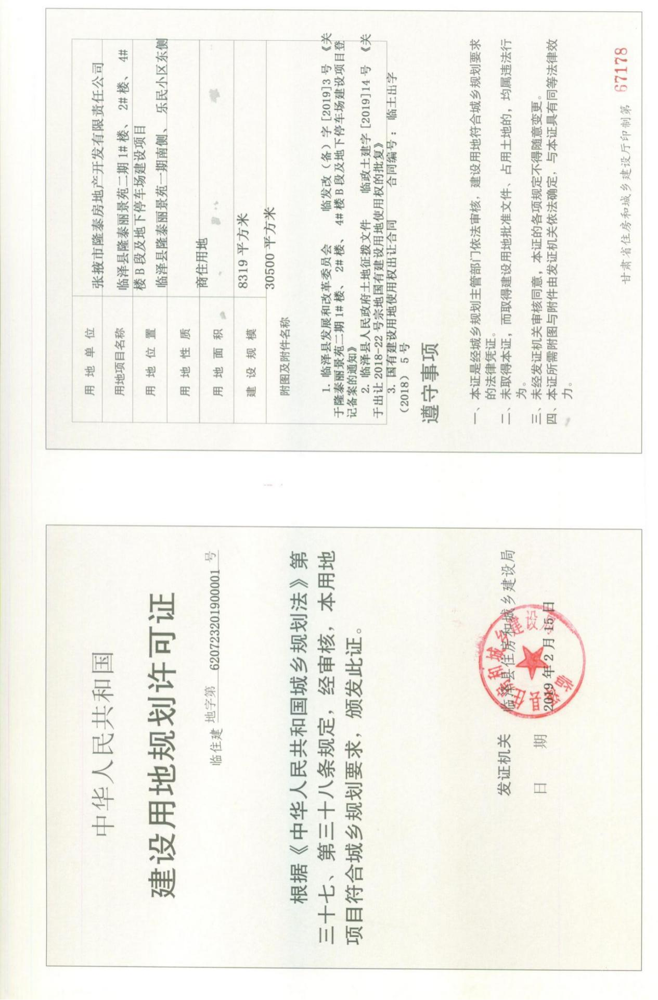 中华人民共和国
建设用地规划许可证
临住建 地字第 620723201900001 号
根据《中华人民共和国城乡规划法》第
三十七、第三十八条规定，经审核，本用地
项目符合城乡规划要求，颁发此证。
发证机关 临泽县住房和城乡建设局
日 期 2019 年 2 月 15 日
临泽县住房和城乡建设局
用 地 单 位 张掖市隆泰房地产开发有限责任公司
用地项目名称 临泽县隆泰丽景苑二期 1# 楼、 2# 楼、 4#
楼 B 段及地下停车场建设项目
用 地 位 置 临泽县隆泰丽景苑一期南侧、 乐民小区东侧
用 地 性 质 商住用地
用 地 面 积 8319 平方米
建 设 规 模 30500 平方米
附图及附件名称
1. 临泽县发展和改革委员会 临发改（备）字 [2019]3 号 《关
于隆泰丽景苑二期 1# 楼、 2# 楼、 4# 楼 B 段及地下停车场建设项目登
记备案的通知》
2. 临泽县人民政府土地征拨文件 临政土建字 [2019]14 号 《关
于出让 2018-22 号宗地国有建设用地使用权的批复》
3. 国有建设用地使用权出让合同 合同编号： 临土出字
（2018） 5 号
遵守事项
一、本证是经城乡规划主管部门依法审核，建设用地符合城乡规划要求
的法律凭证。
二、未取得本证，而取得建设用地批准文件、占用土地的，均属违法行
为。
三、未经发证机关审核同意，本证的各项规定不得随意变更。
四、本证所需附图与附件由发证机关依法确定，与本证具有同等法律效
力。
甘肃省住房和城乡建设厅印制第 67178